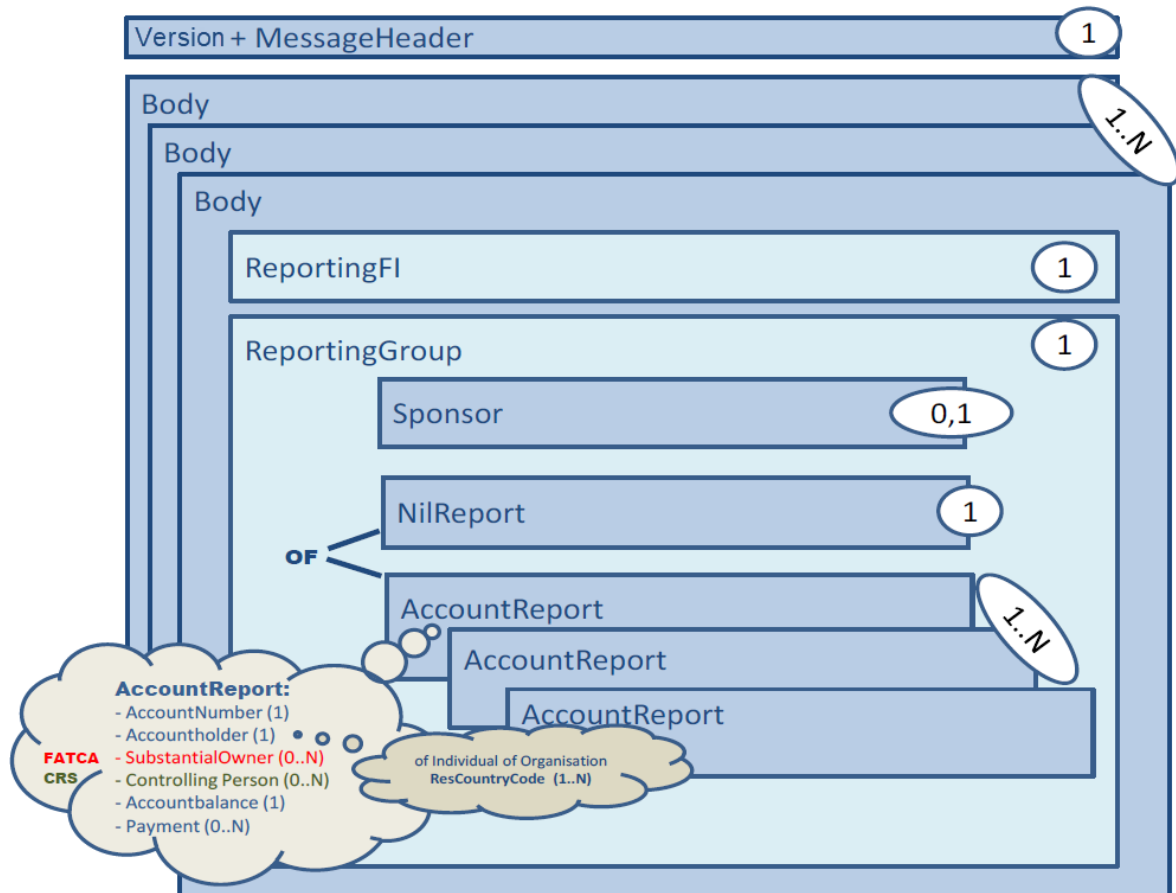 Version + MessageHeader
1
Body
1..N
Body
Body
ReportingFI
1
ReportingGroup
1
Sponsor
0,1
NilReport
1
OF
AccountReport
1..N
AccountReport
AccountReport
AccountReport:
- AccountNumber (1)
- Accountholder (1)
FATCA - SubstantialOwner (0..N)
CRS - Controlling Person (0..N)
- Accountbalance (1)
- Payment (0..N)
of Individual of Organisation
ResCountryCode (1..N)